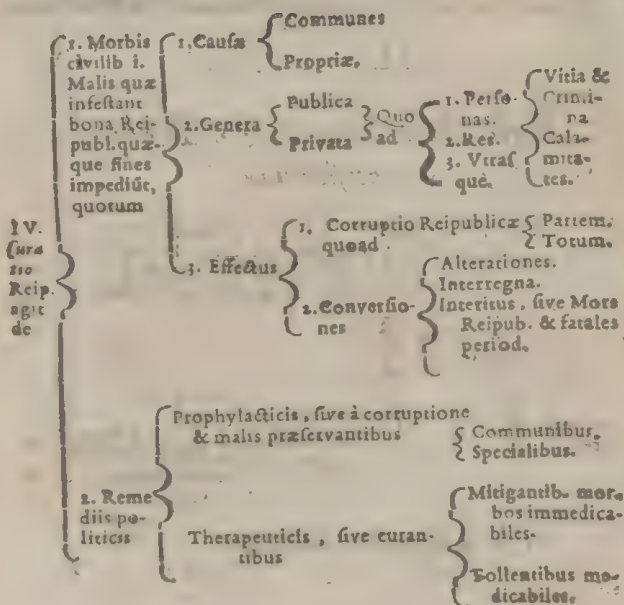 IV.
Cura
tio
Reip.
agit
de
1. Morbis
civilib i.
Malis quæ
infeſtant
bona Rei-
publ. quæ-
que fines
impediũt,
quotum
1. Cauſæ
Communes
Propriæ.
2. Genera
Publica
Privata
Quo
ad
1. Perſo-
nas.
2. Res.
3. Vtraſ
què.
Vitia &
Crimi-
na
Cala-
mita-
tes.
3. Effectus
1. Corruptio Reipublicæ
quoad
Partem.
Totum.
2. Converſio-
nes
Alterationes.
Interregna.
Interitus, ſive Mors
Reipub. & fatales
period.
2. Reme
diis po-
liticis
Prophylacticis, ſive à corruptione
& malis præſervantibus
Communibus.
Specialibus.
Therapeuticis, ſive curan-
tibus
Mitigantib. mor-
bos immedica-
biles.
Tollentibus me-
dicabiles.